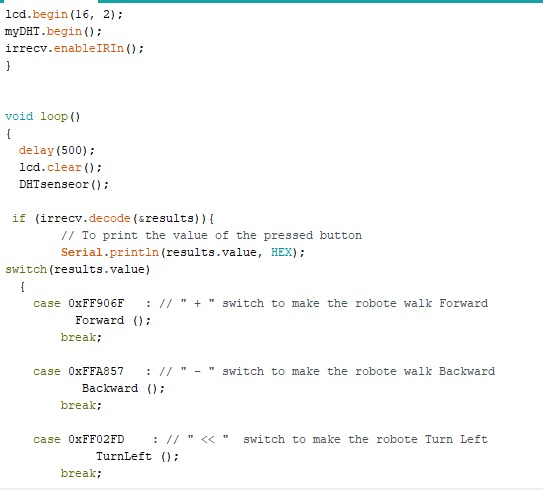 lcd.begin(16, 2);
myDHT.begin();
irrecv.enableIRIn();
}
void loop()
{
delay(500);
lcd.clear();
DHTsenseor();
if (irrecv.decode(&results)){
// To print the value of the pressed button
Serial.println(results.value, HEX);
switch(results.value)
{
case 0xFF906F : // " + " switch to make the robote walk Forward
Forward ();
break;
case 0xFFA857 : // " - " switch to make the robote walk Backward
Backward ();
break;
case 0xFF02FD : // " << " switch to make the robote Turn Left
TurnLeft ();
break;